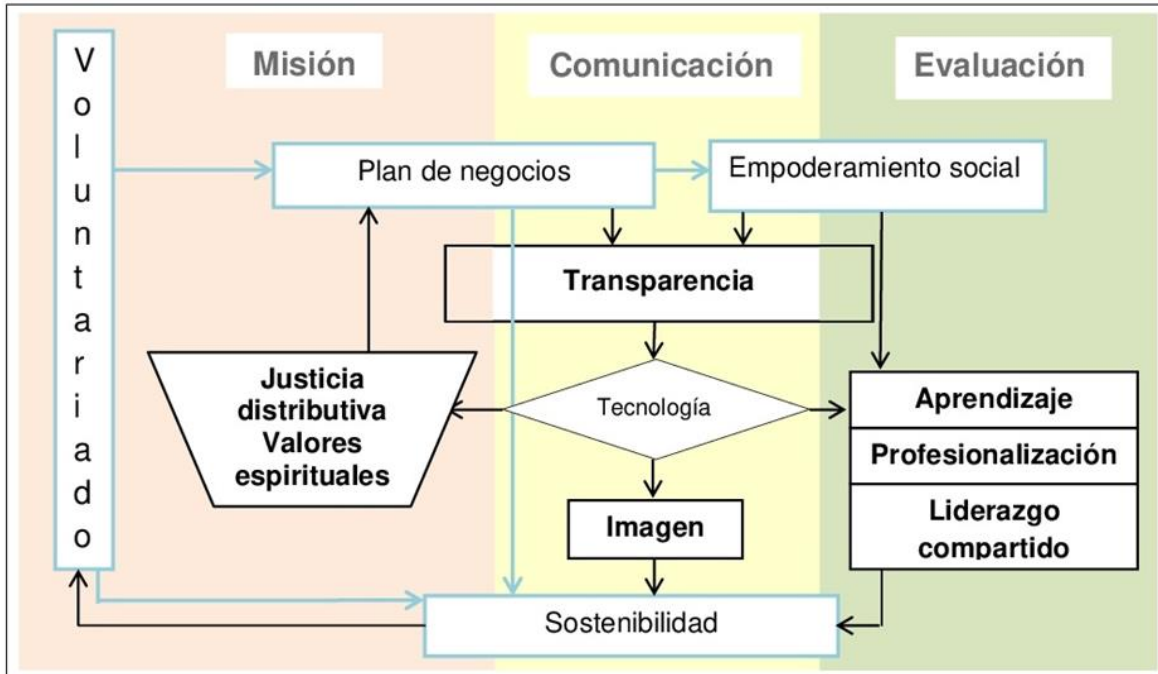 Voluntariado
Misión
Comunicación
Evaluación
Plan de negocios
Empoderamiento social
Transparencia
Justicia
distributiva
Valores
espirituales
Tecnología
Aprendizaje
Profesionalización
Liderazgo
compartido
Imagen
Sostenibilidad